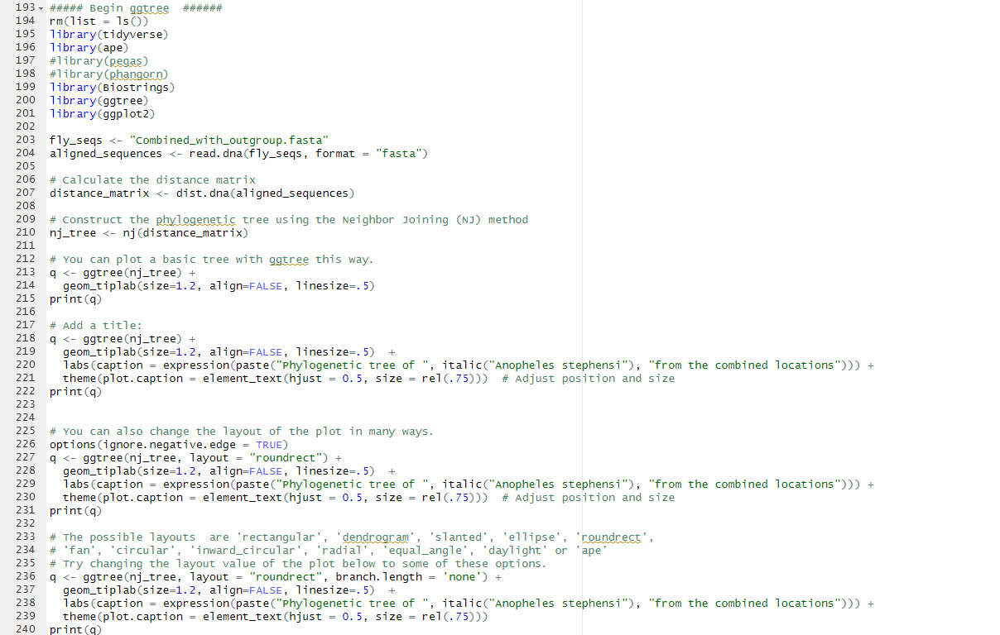 193 ##### Begin ggtree  ######
194 rm(list = ls())
195 library(tidyverse)
196 library(ape)
197 #library(pegas)
198 #library(phangorn)
199 library(Biostrings)
200 library(ggtree)
201 library(ggplot2)
202
203 fly_seqs <- "Combined_with_outgroup.fasta"
204 aligned_sequences <- read.dna(fly_seqs, format = "fasta")
205
206 # Calculate the distance matrix
207 distance_matrix <- dist.dna(aligned_sequences)
208
209 # Construct the phylogenetic tree using the Neighbor Joining (NJ) method
210 nj_tree <- nj(distance_matrix)
211
212 # You can plot a basic tree with ggtree this way.
213 q <- ggtree(nj_tree) +
214   geom_tiplab(size=1.2, align=FALSE, linesize=.5)
215 print(q)
216
217 # Add a title:
218 q <- ggtree(nj_tree) +
219   geom_tiplab(size=1.2, align=FALSE, linesize=.5)  +
220   labs(caption = expression(paste("Phylogenetic tree of ", italic("Anopheles stephensi"), "from the combined locations"))) +
221   theme(plot.caption = element_text(hjust = 0.5, size = rel(.75)))  # Adjust position and size
222 print(q)
223
224
225 # You can also change the layout of the plot in many ways.
226 options(ignore.negative.edge = TRUE)
227 q <- ggtree(nj_tree, layout = "roundrect") +
228   geom_tiplab(size=1.2, align=FALSE, linesize=.5)  +
229   labs(caption = expression(paste("Phylogenetic tree of ", italic("Anopheles stephensi"), "from the combined locations"))) +
230   theme(plot.caption = element_text(hjust = 0.5, size = rel(.75)))  # Adjust position and size
231 print(q)
232
233 # The possible layouts  are 'rectangular', 'dendrogram', 'slanted', 'ellipse', 'roundrect',
234 # 'fan', 'circular', 'inward_circular', 'radial', 'equal_angle', 'daylight' or 'ape'
235 # Try changing the layout value of the plot below to some of these options.
236 q <- ggtree(nj_tree, layout = "roundrect", branch.length = 'none') +
237   geom_tiplab(size=1.2, align=FALSE, linesize=.5)  +
238   labs(caption = expression(paste("Phylogenetic tree of ", italic("Anopheles stephensi"), "from the combined locations"))) +
239   theme(plot.caption = element_text(hjust = 0.5, size = rel(.75)))
240 print(q)